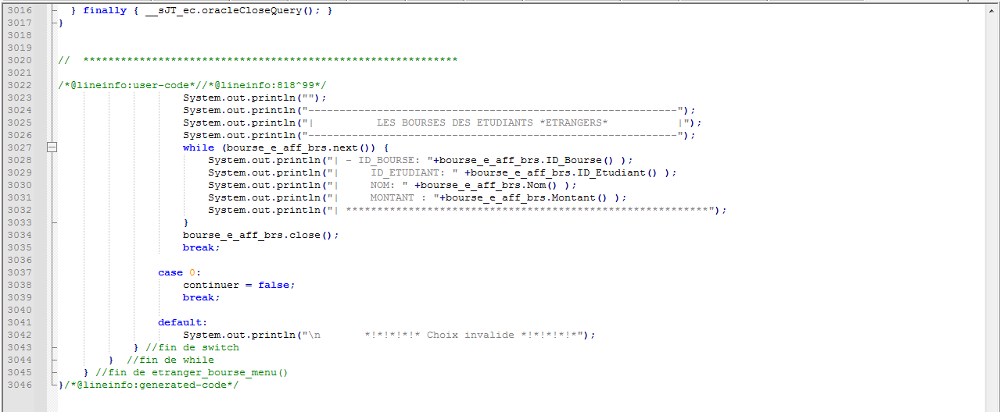 3016   } finally { __sJT_ec.oracleCloseQuery(); }
3017 }
3018
3019
3020 //  ************************************************************
3021
3022 /*@lineinfo:user-code*//*@lineinfo:818^99*/
3023                     System.out.println("");
3024                     System.out.println("-----------------------------------------------------------");
3025                     System.out.println("|          LES BOURSES DES ETUDIANTS *ETRANGERS*           |");
3026                     System.out.println("-----------------------------------------------------------");
3027                     while (bourse_e_aff_brs.next()) {
3028                         System.out.println("| - ID_BOURSE: "+bourse_e_aff_brs.ID_Bourse() );
3029                         System.out.println("|     ID_ETUDIANT: " +bourse_e_aff_brs.ID_Etudiant() );
3030                         System.out.println("|     NOM: " +bourse_e_aff_brs.Nom() );
3031                         System.out.println("|     MONTANT : "+bourse_e_aff_brs.Montant() );
3032                         System.out.println("| **********************************************************");
3033                     }
3034                     bourse_e_aff_brs.close();
3035                     break;
3036
3037                 case 0:
3038                     continuer = false;
3039                     break;
3040
3041                 default:
3042                     System.out.println("\n       *!*!*!*!* Choix invalide *!*!*!*!*");
3043             } //fin de switch
3044         }  //fin de while
3045     } //fin de etranger_bourse_menu()
3046 }/*@lineinfo:generated-code*/